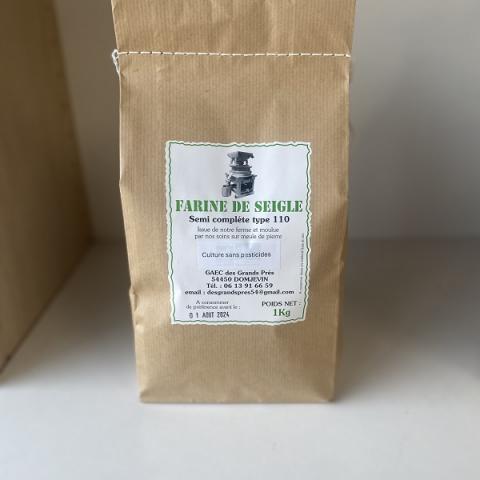 FARINE DE SEIGLE
Semi complète type 110
Issue de notre ferme et moulue
par nos soins sur meule de pierre
Culture sans pesticides
GAEC des Grands Prés
54450 DOMJEVIN
Tél. : 06 13 91 66 59
email : desgrandspres54@gmail.com
A consommer
de préférence avant le :
POIDS NET :
1Kg
0 1 AOUT 2024